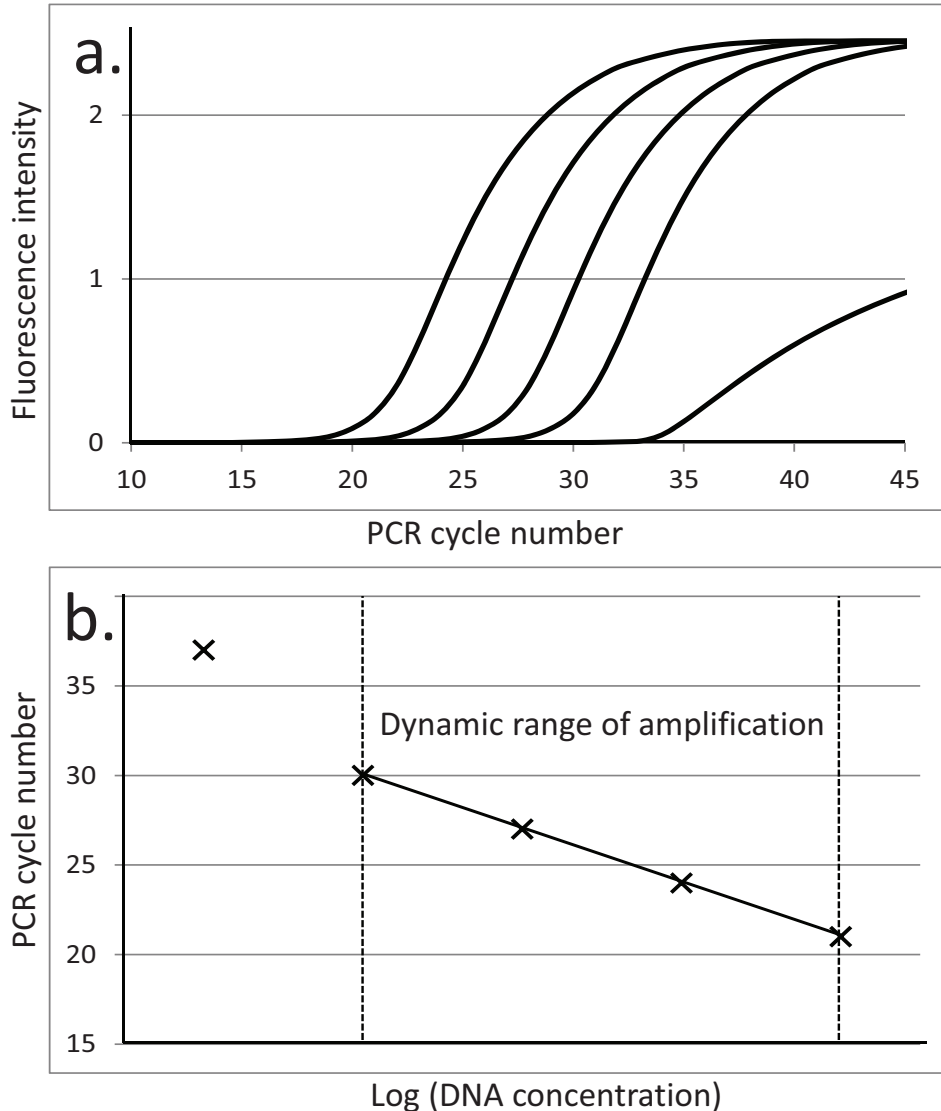 a.
Fluorescence intensity
2
1
0
10 15 20 25 30 35 40 45
PCR cycle number
b.
PCR cycle number
35
30
25
20
15
Dynamic range of amplification
Log (DNA concentration)